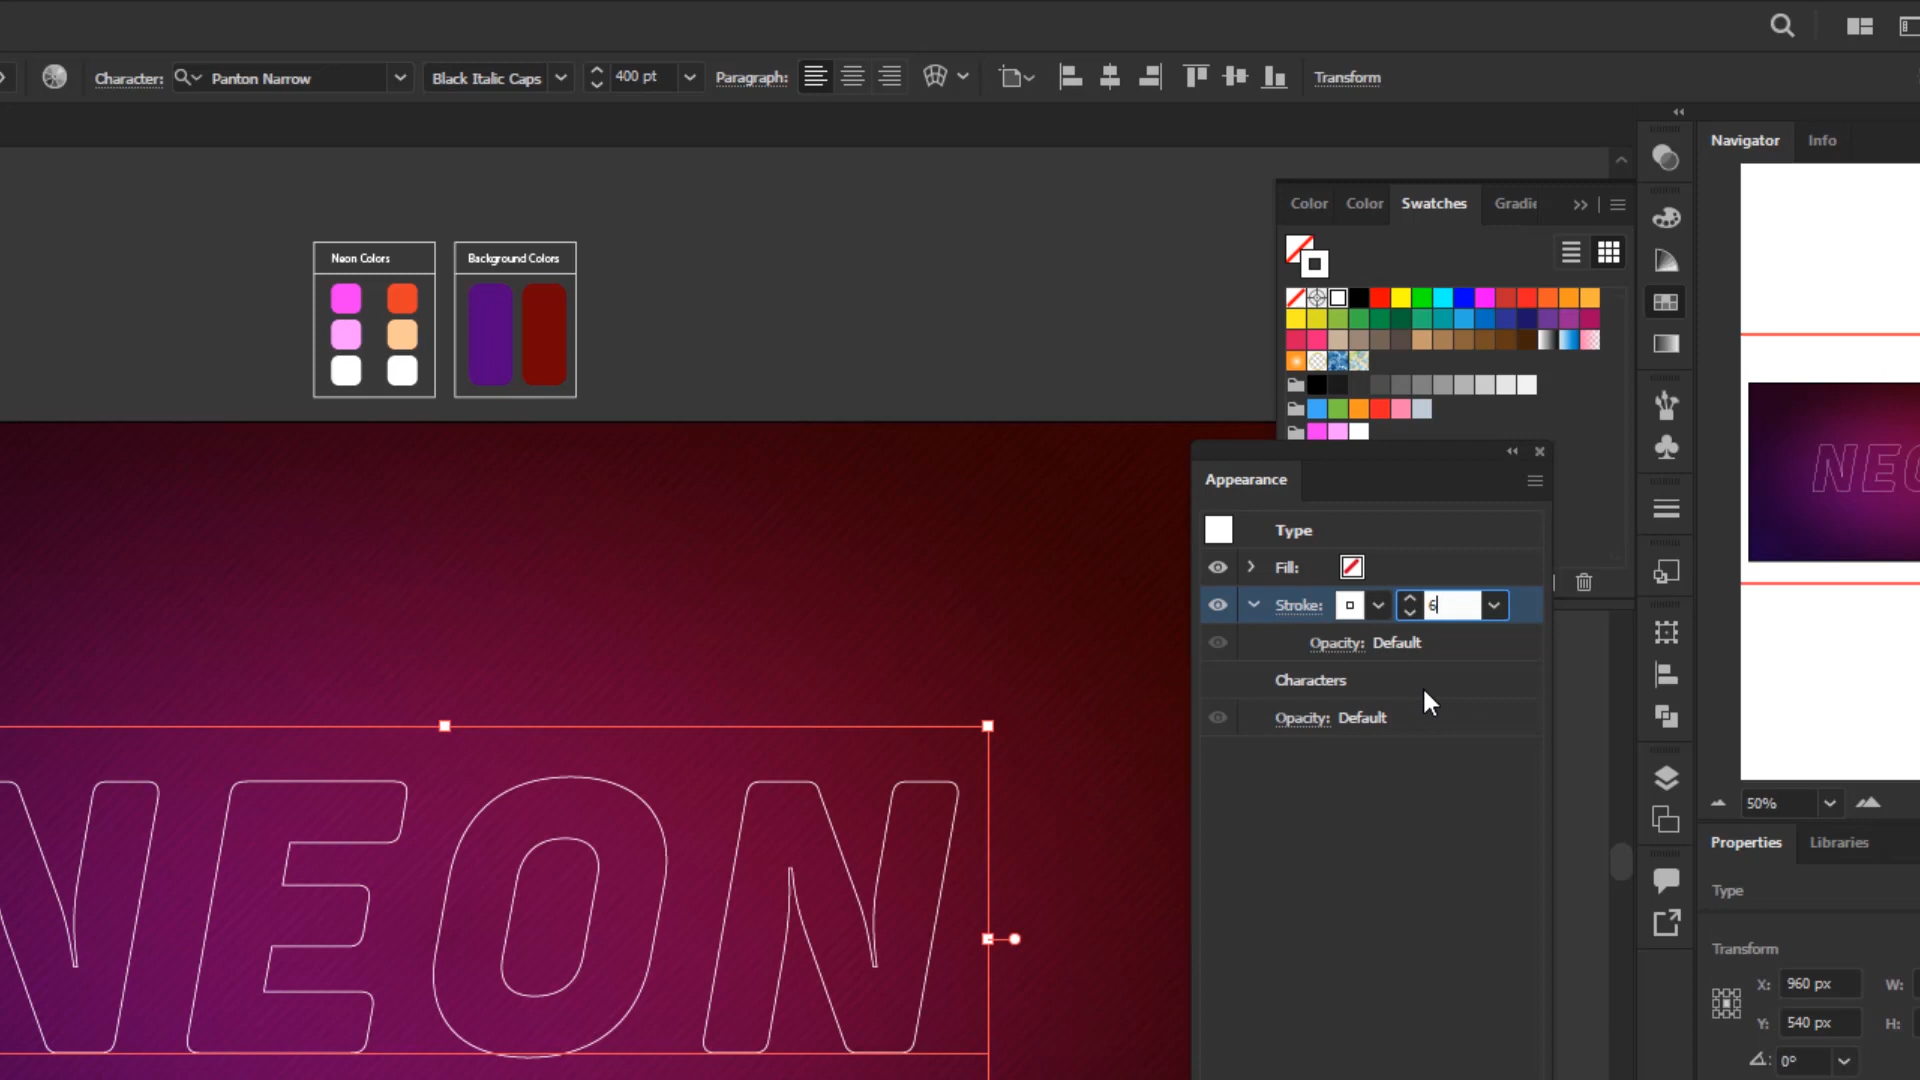 Character: Panton Narrow Black Italic Caps 400 pt Paragraph: Transform
Navigator Info
Color Color Swatches Gradie
Neon Colors
Background Colors
Appearance
Type
Fill:
Stroke: 6
Opacity: Default
Characters
Opacity: Default
NEO
NEON
50%
Properties Libraries
Type
Transform
X: 960 px W:
Y: 540 px H:
0°